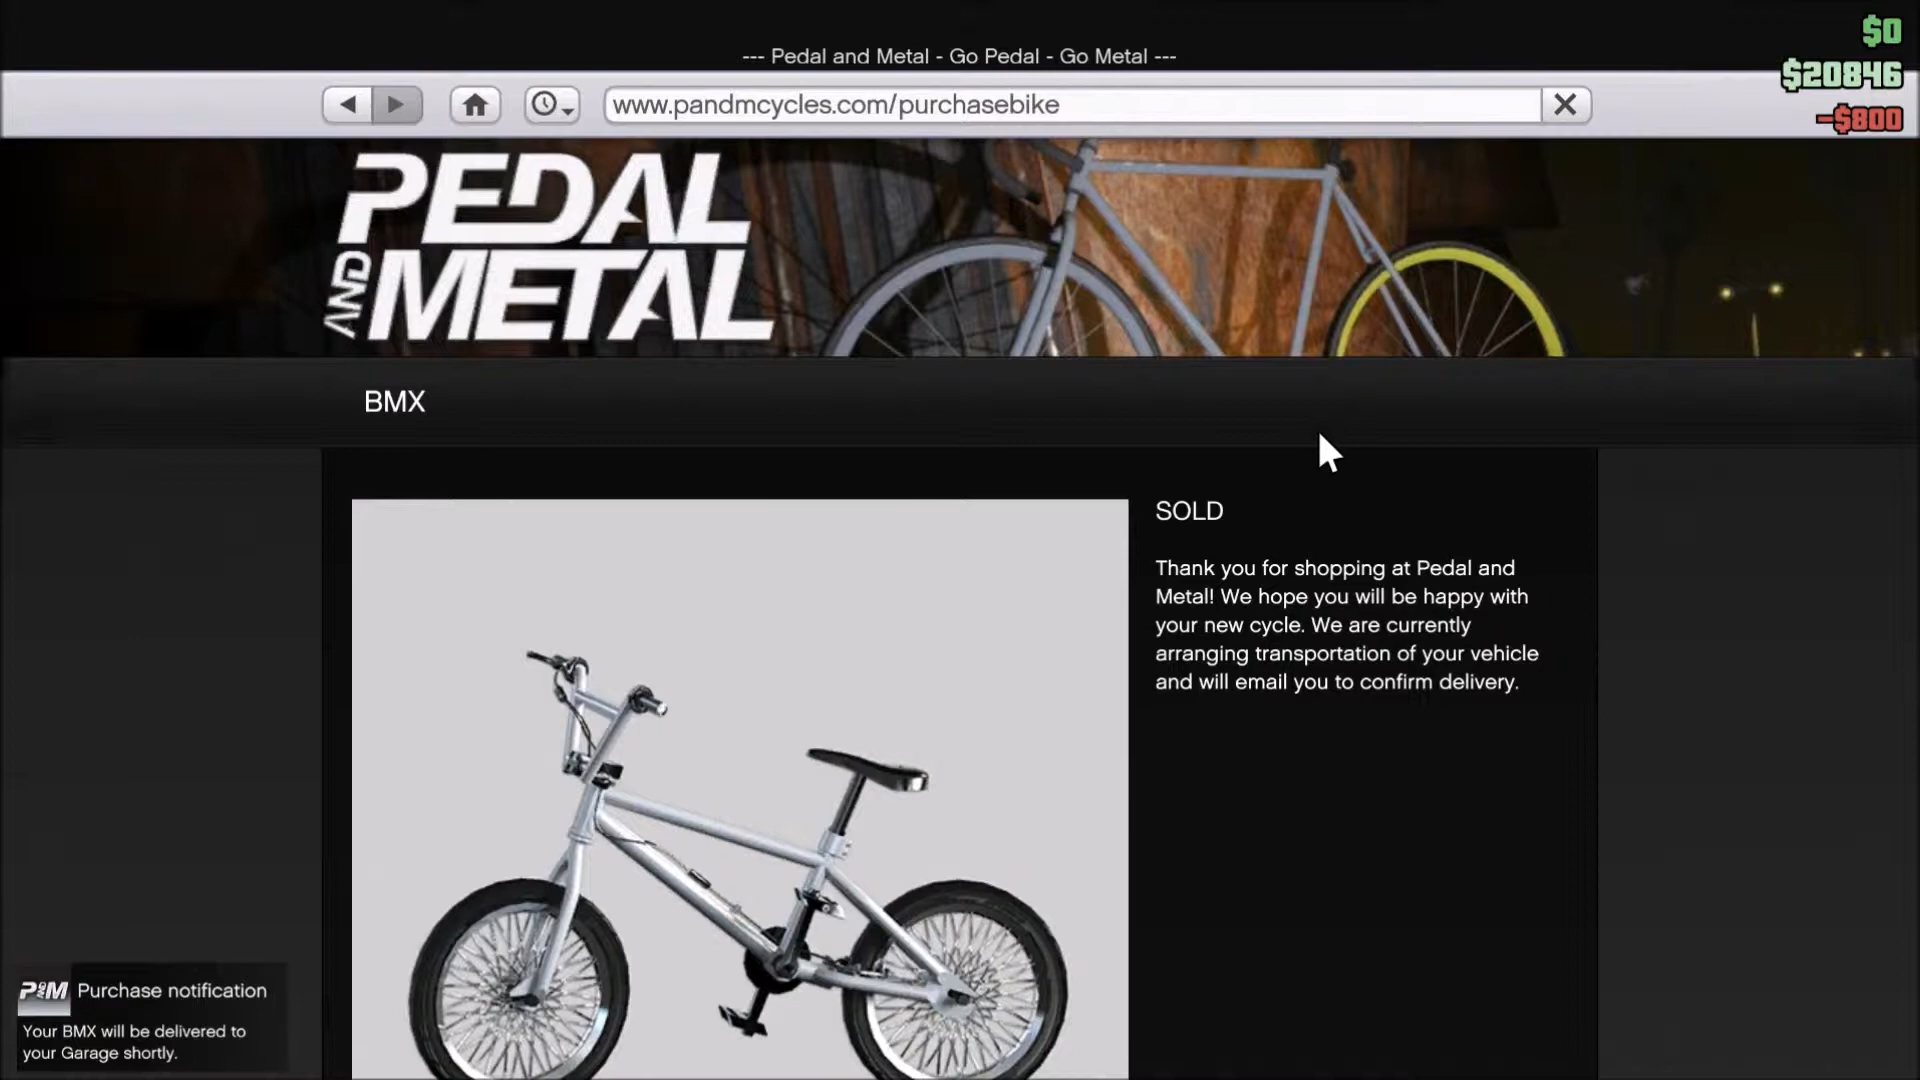 $0
--- Pedal and Metal - Go Pedal - Go Metal ---
$20846
www.pandmcycles.com/purchasebike
-$800
PEDAL
AND METAL
BMX
SOLD
Thank you for shopping at Pedal and
Metal! We hope you will be happy with
your new cycle. We are currently
arranging transportation of your vehicle
and will email you to confirm delivery.
PANDM Purchase notification
Your BMX will be delivered to
your Garage shortly.